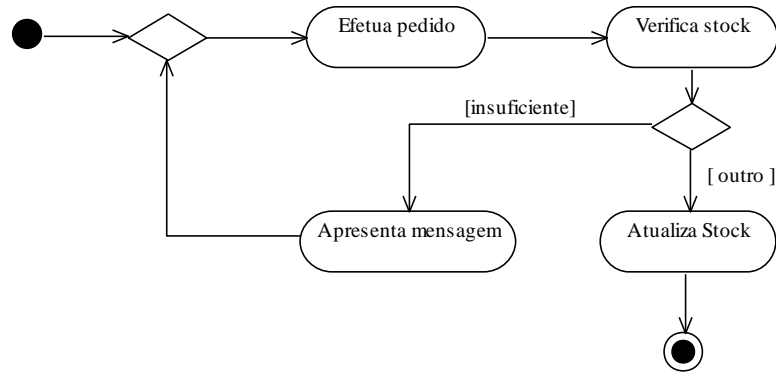 Efetua pedido
Verifica stock
[insuficiente]
[ outro ]
Apresenta mensagem
Atualiza Stock